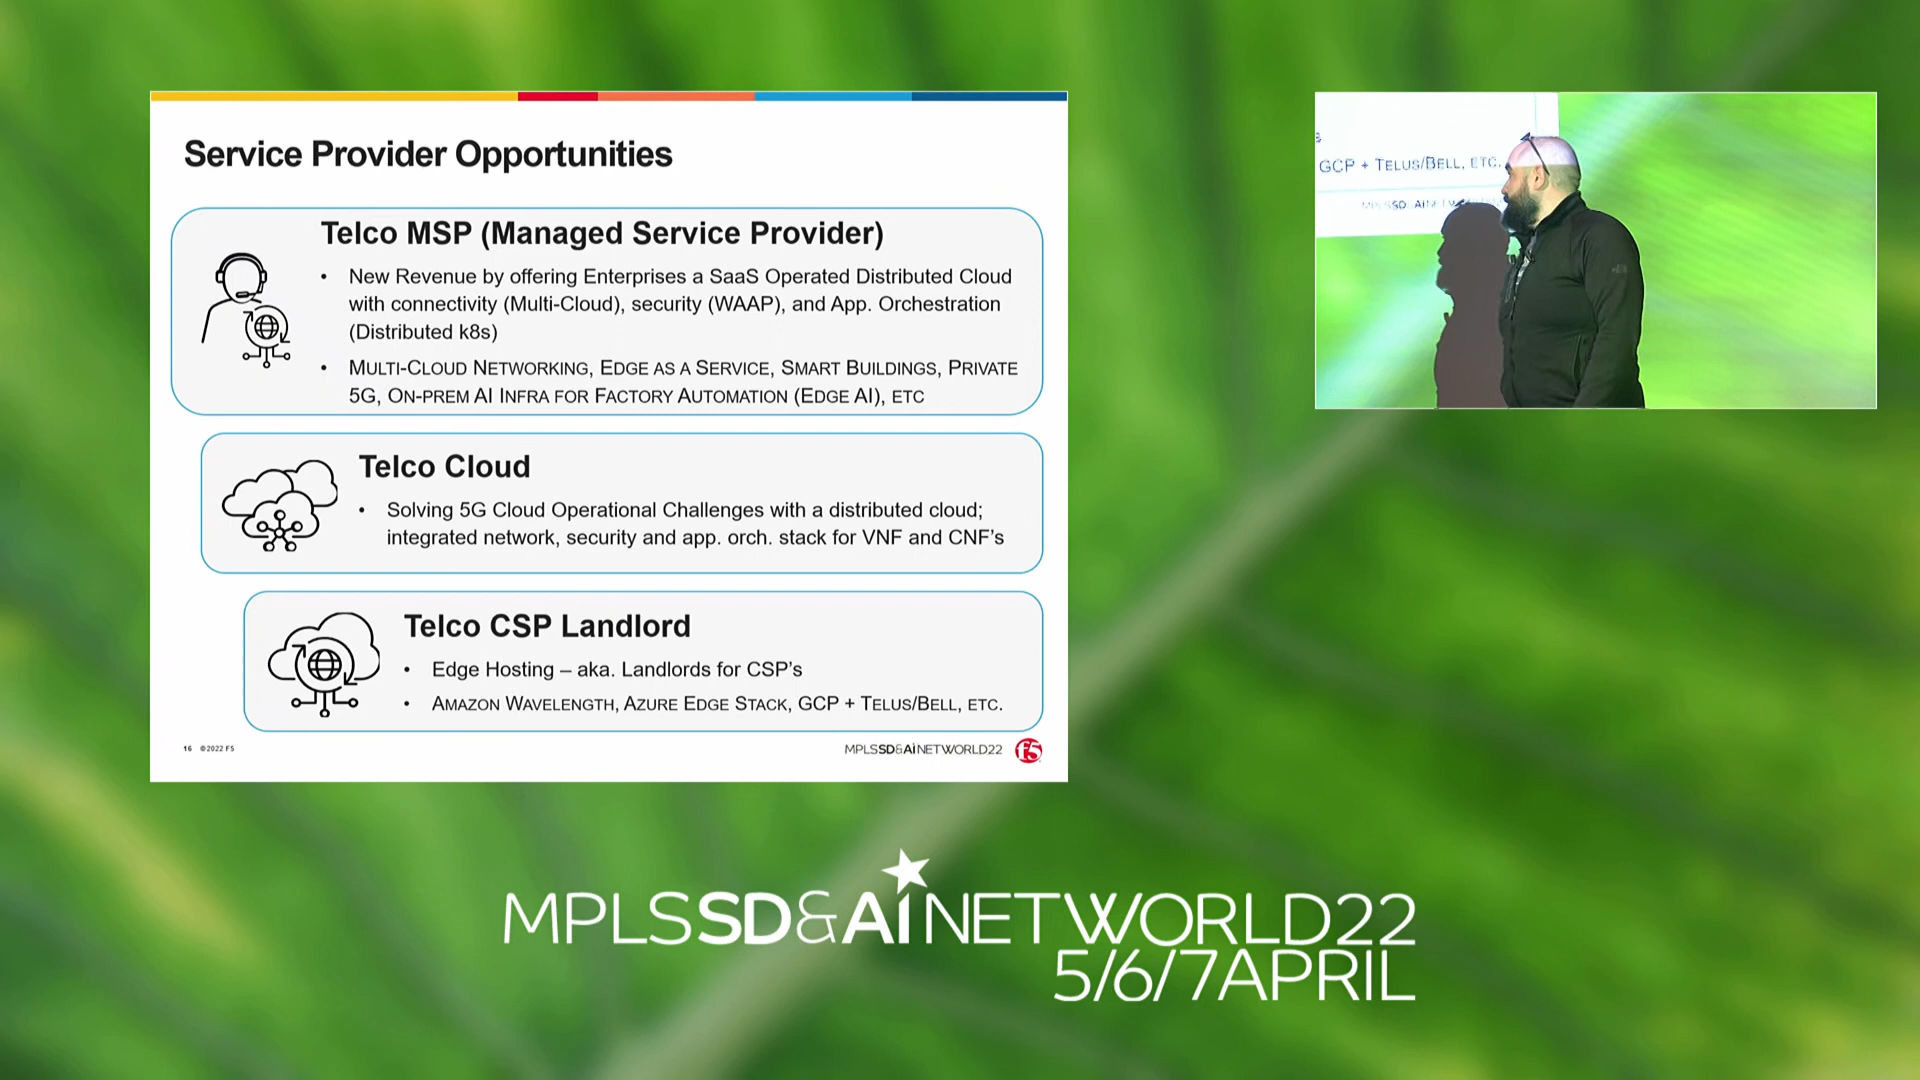 Service Provider Opportunities
Telco MSP (Managed Service Provider)
• New Revenue by offering Enterprises a SaaS Operated Distributed Cloud
with connectivity (Multi-Cloud), security (WAAP), and App. Orchestration
(Distributed k8s)
• MULTI-CLOUD NETWORKING, EDGE AS A SERVICE, SMART BUILDINGS, PRIVATE
5G, ON-PREM AI INFRA FOR FACTORY AUTOMATION (EDGE AI), ETC
Telco Cloud
• Solving 5G Cloud Operational Challenges with a distributed cloud;
integrated network, security and app. orch. stack for VNF and CNF's
Telco CSP Landlord
• Edge Hosting – aka. Landlords for CSP's
• AMAZON WAVELENGTH, AZURE EDGE STACK, GCP + TELUS/BELL, ETC.
16 ©2022 F5
MPLSSD&AiNETWORLD22
f5
GCP + TELUS/BELL, ETC.
MPLSSD&AiNETWORLD22
5/6/7APRIL